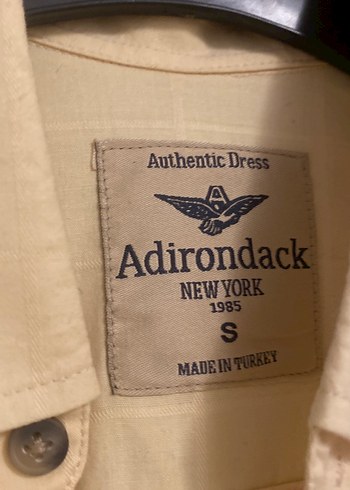 Authentic Dress
A
Adirondack
NEW YORK
1985
S
MADE IN TURKEY